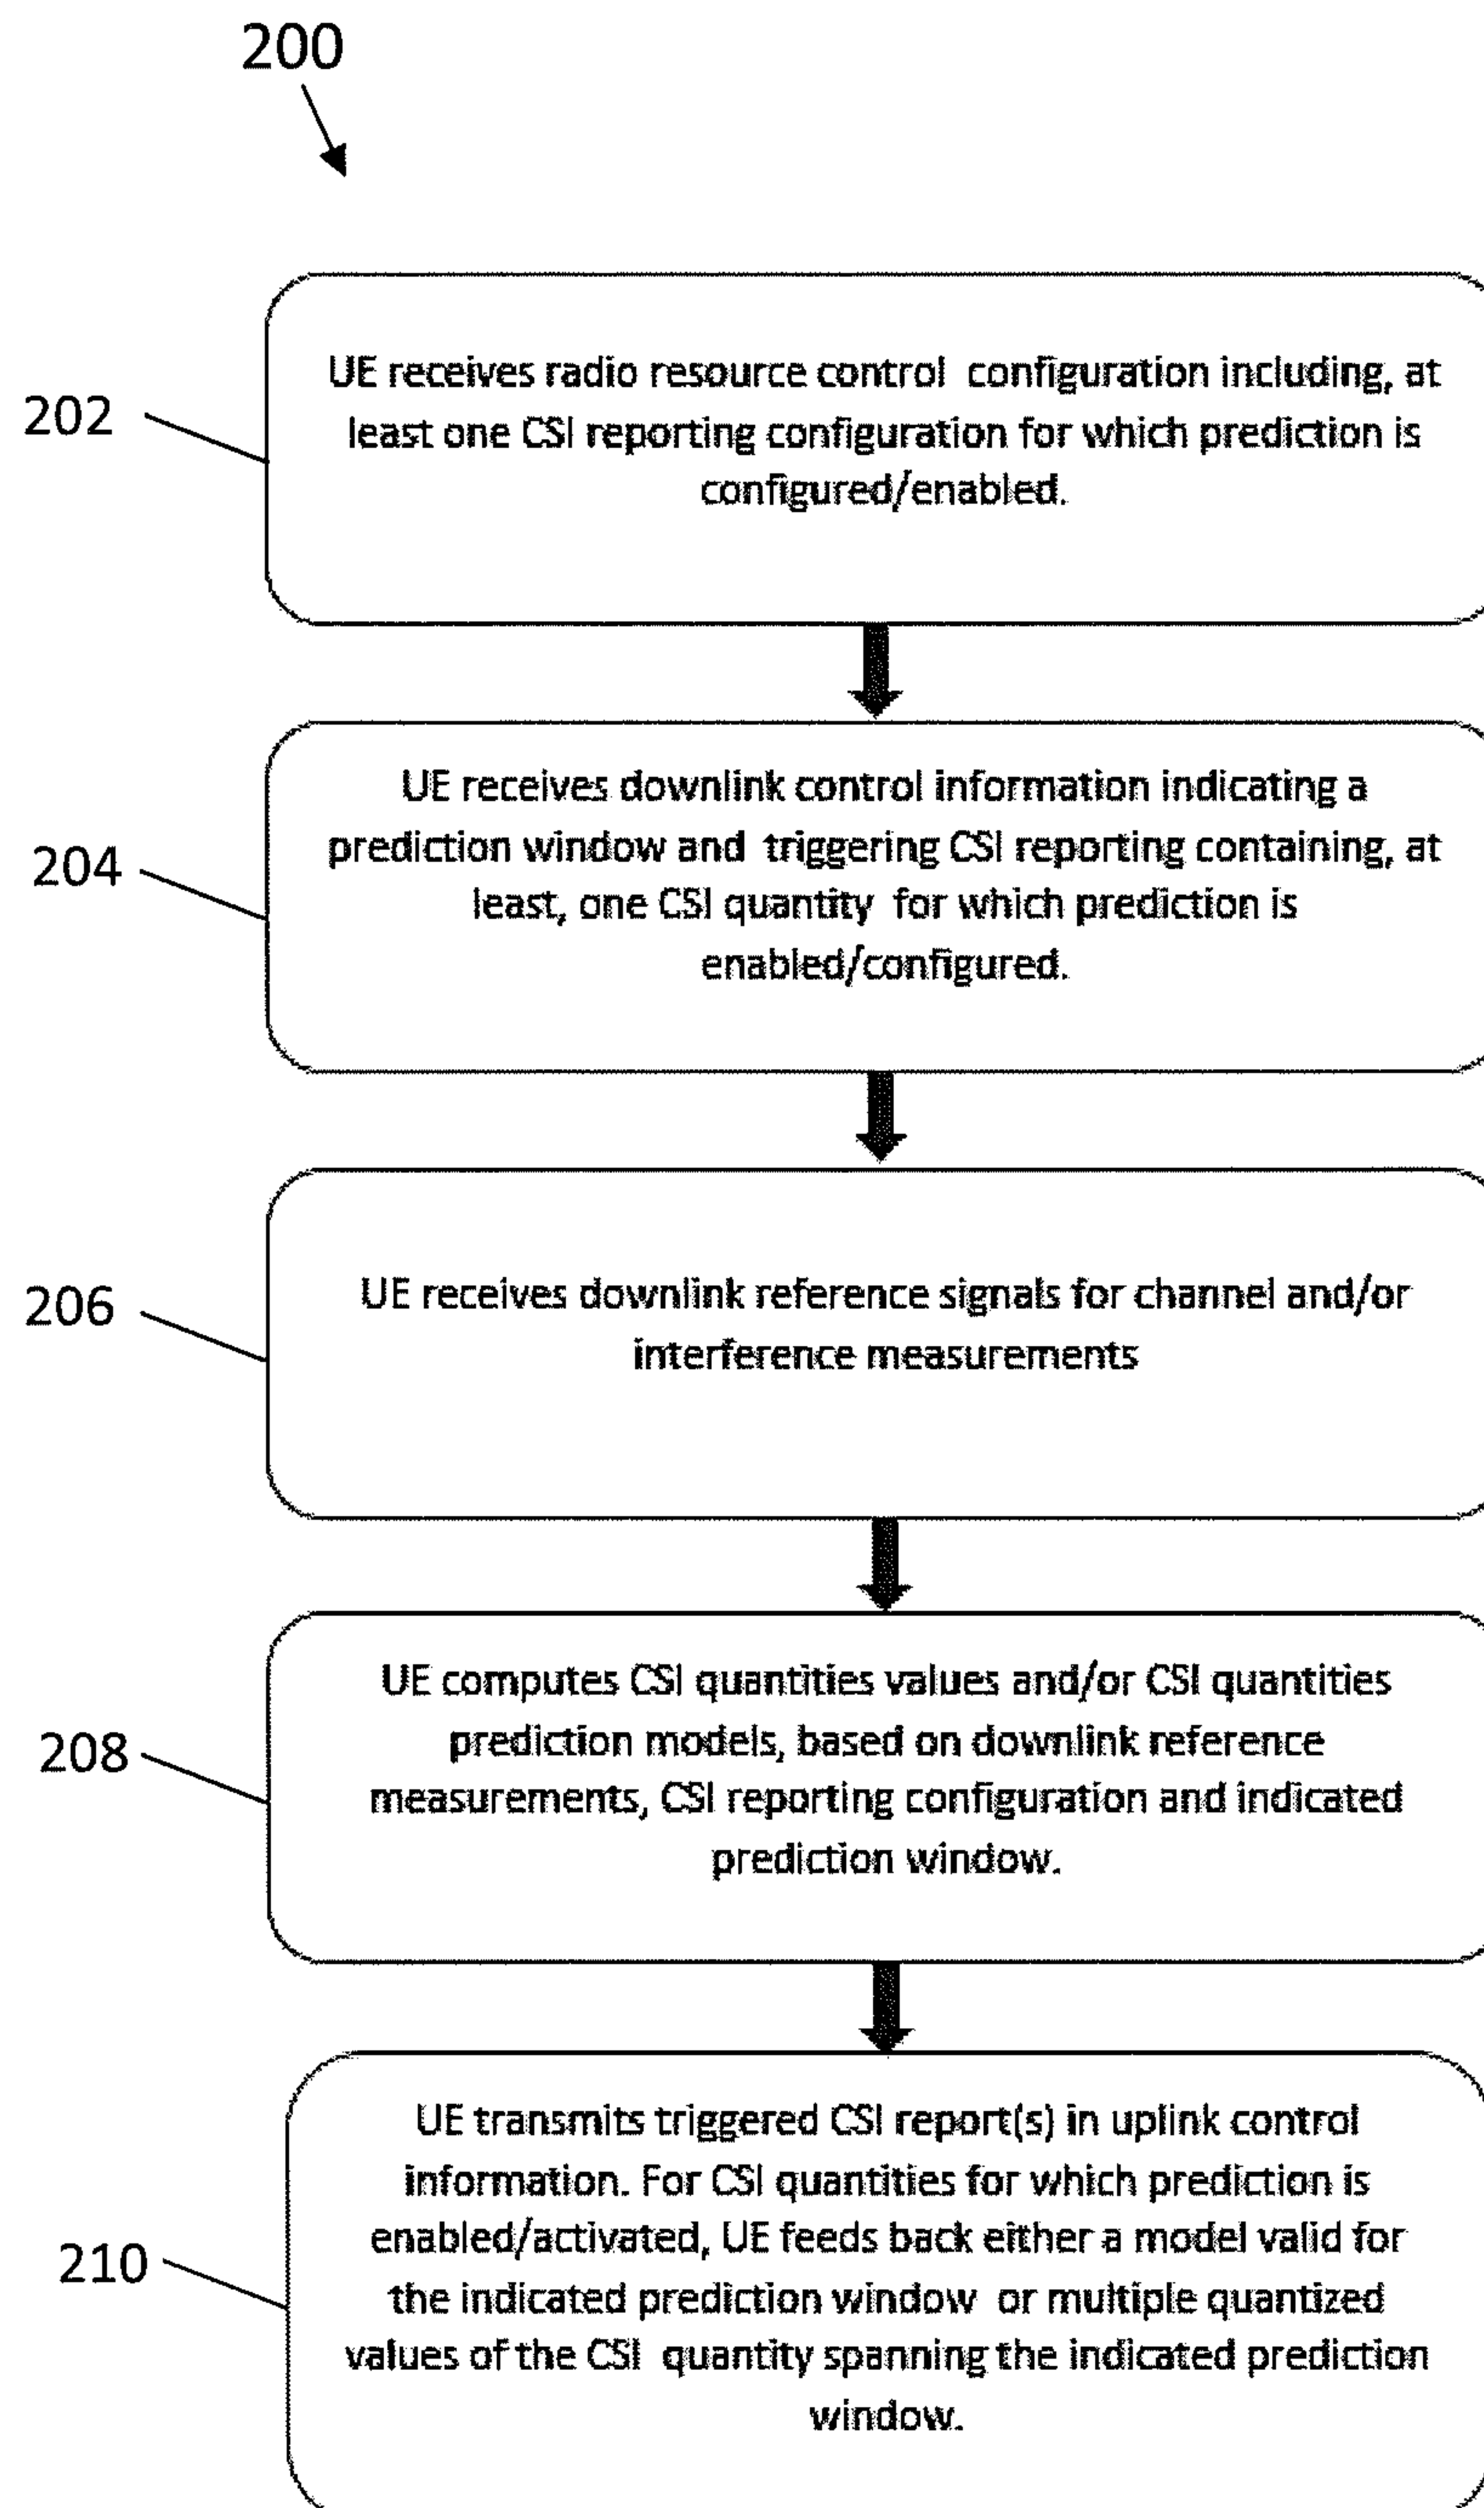 200
202
UE receives radio resource control configuration including, at
least one CSI reporting configuration for which prediction is
configured/enabled.
204
UE receives downlink control information indicating a
prediction window and triggering CSI reporting containing, at
least, one CSI quantity for which prediction is
enabled/configured.
206
UE receives downlink reference signals for channel and/or
interference measurements
208
UE computes CSI quantities values and/or CSI quantities
prediction models, based on downlink reference
measurements, CSI reporting configuration and indicated
prediction window.
210
UE transmits triggered CSI report(s) in uplink control
information. For CSI quantities for which prediction is
enabled/activated, UE feeds back either a model valid for
the indicated prediction window or multiple quantized
values of the CSI quantity spanning the indicated prediction
window.